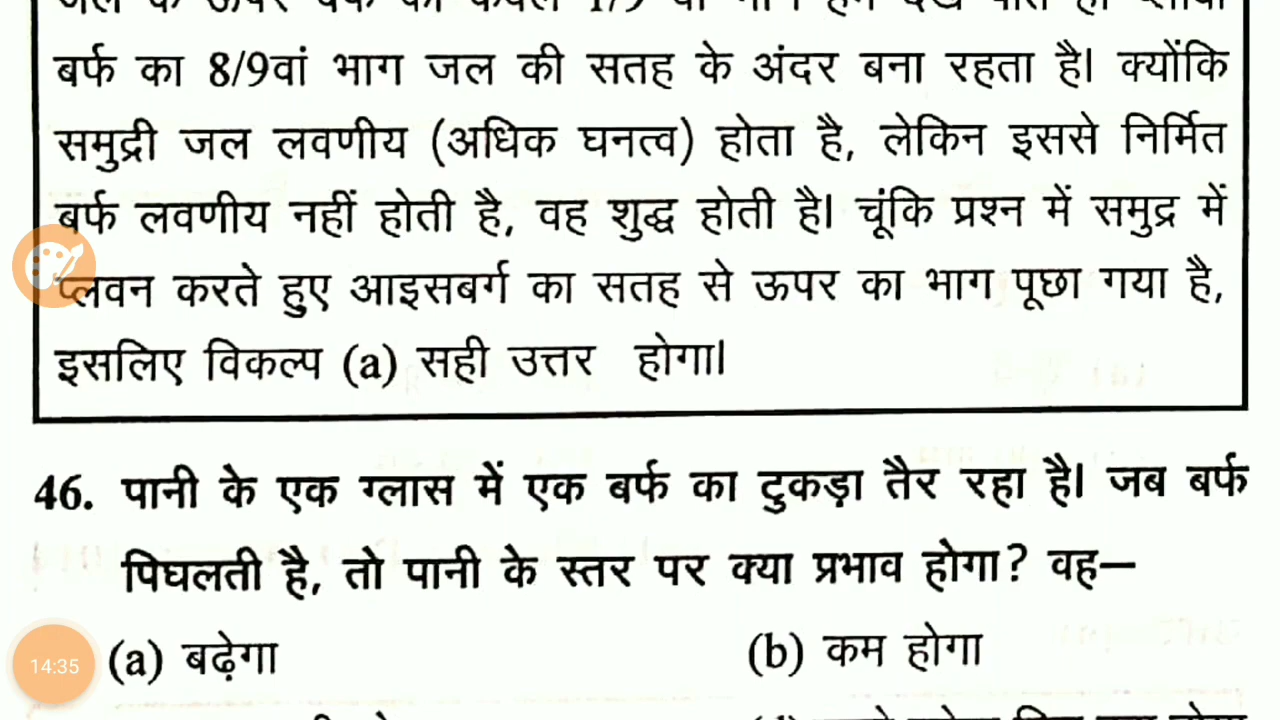 बर्फ का 8/9वां भाग जल की सतह के अंदर बना रहता है। क्योंकि
समुद्री जल लवणीय (अधिक घनत्व) होता है, लेकिन इससे निर्मित
बर्फ लवणीय नहीं होती है, वह शुद्ध होती है। चूंकि प्रश्न में समुद्र में
प्लवन करते हुए आइसबर्ग का सतह से ऊपर का भाग पूछा गया है,
इसलिए विकल्प (a) सही उत्तर होगा।
46. पानी के एक ग्लास में एक बर्फ का टुकड़ा तैर रहा है। जब बर्फ
पिघलती है, तो पानी के स्तर पर क्या प्रभाव होगा? वह—
14:35
(a) बढ़ेगा
(b) कम होगा
(d)